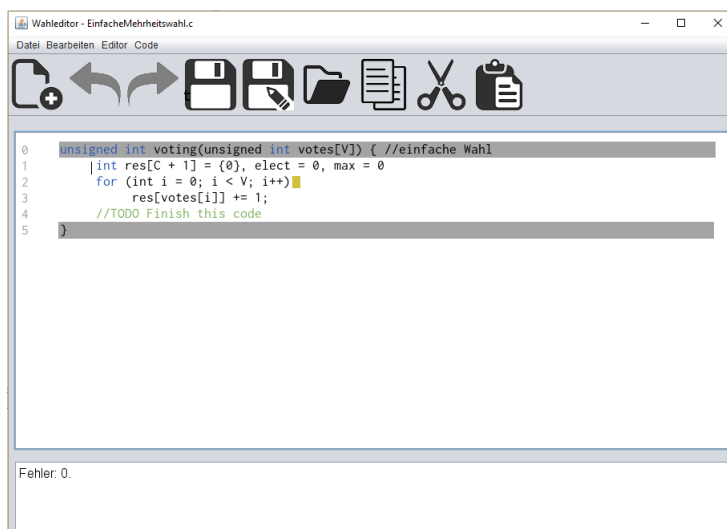 Wahleditor - EinfacheMehrheitswahl.c
Datei Bearbeiten Editor Code
0 unsigned int voting(unsigned int votes[V]) { //einfache Wahl
1 int res[C + 1] = {0}, elect = 0, max = 0
2 for (int i = 0; i < V; i++)
3 res[votes[i]] += 1;
4 //TODO Finish this code
5 }
Fehler: 0.